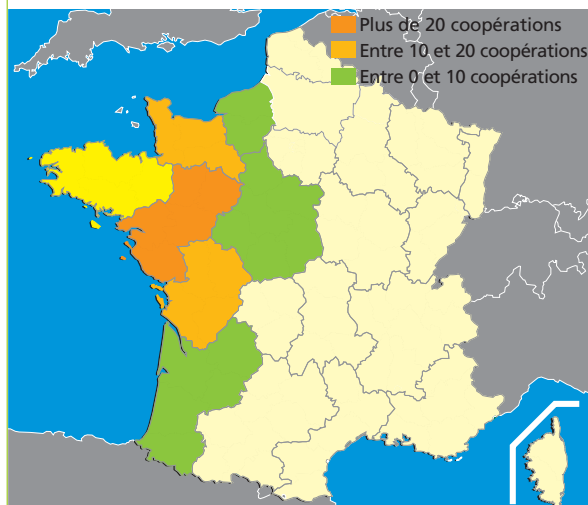 Plus de 20 coopérations
Entre 10 et 20 coopérations
Entre 0 et 10 coopérations